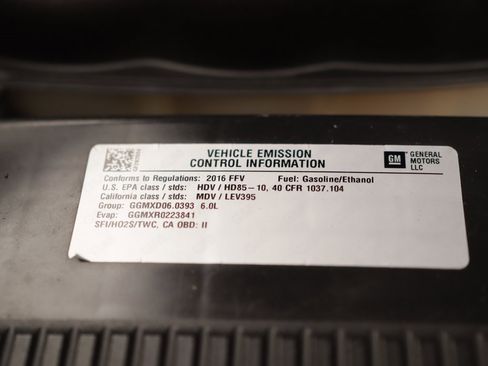 VEHICLE EMISSION
CONTROL INFORMATION
GM GENERAL MOTORS LLC
Conforms to Regulations: 2016 FFV Fuel: Gasoline/Ethanol
U.S. EPA class / stds: HDV / HD85-10, 40 CFR 1037.104
California class / stds: MDV / LEV395
Group: GGMXD06.0393 6.0L
Evap: GGMXR0223841
SFI/HO2S/TWC, CA OBD: II